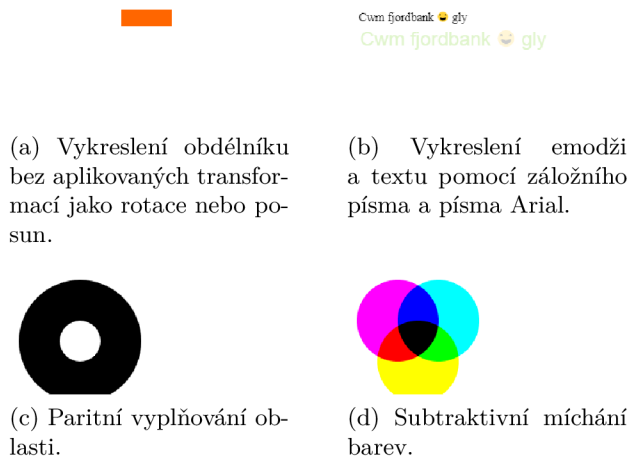 Cwm fjordbank 😃 gly
Cwm fjordbank 😃 gly
(a) Vykreslení obdélníku
bez aplikovaných transfor-
mací jako rotace nebo po-
sun.
(b) Vykreslení emodži
a textu pomocí záložního
písma a písma Arial.
(c) Paritní vyplňování ob-
lasti.
(d) Subtraktivní míchání
barev.